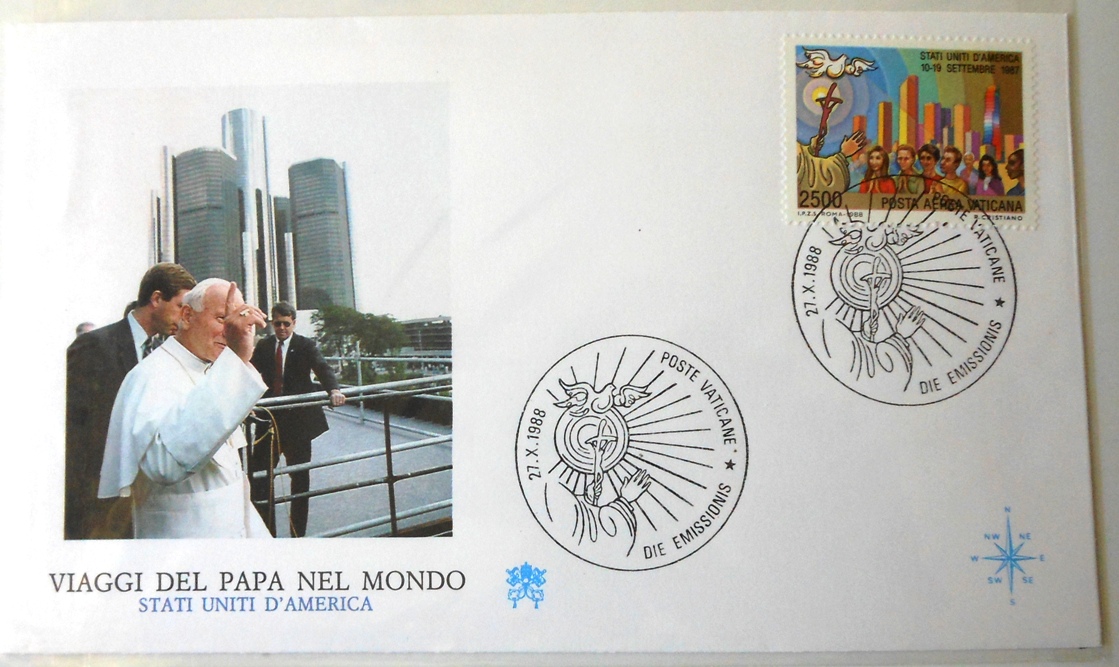 STATI UNITI D'AMERICA
10-19 SETTEMBRE 1987
2500
POSTA AEREA VATICANA
I.P.Z.S. ROMA-1988
R. CRISTIANO
27.X.1988
POSTE VATICANE
DIE EMISSIONIS
27.X.1988
POSTE VATICANE
DIE EMISSIONIS
VIAGGI DEL PAPA NEL MONDO
STATI UNITI D'AMERICA
N
NW NE
W E
SW SE
S